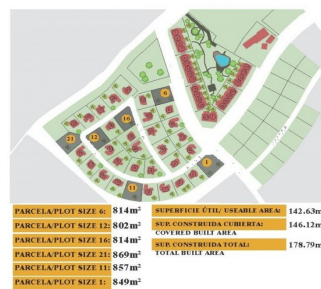 6
16
21
12
1
11
PARCELA/PLOT SIZE 6: 814m²
PARCELA/PLOT SIZE 12: 802m²
PARCELA/PLOT SIZE 16: 814m²
PARCELA/PLOT SIZE 21: 869m²
PARCELA/PLOT SIZE 11: 857m²
PARCELA/PLOT SIZE 1: 849m²
SUPERFICIE ÚTIL/ USEABLE AREA: 142.63m
SUP. CONSTRUIDA CUBIERTA: 146.12m
COVERED BUILT AREA
SUP. CONSTRUIDA TOTAL: 178.79m
TOTAL BUILT AREA